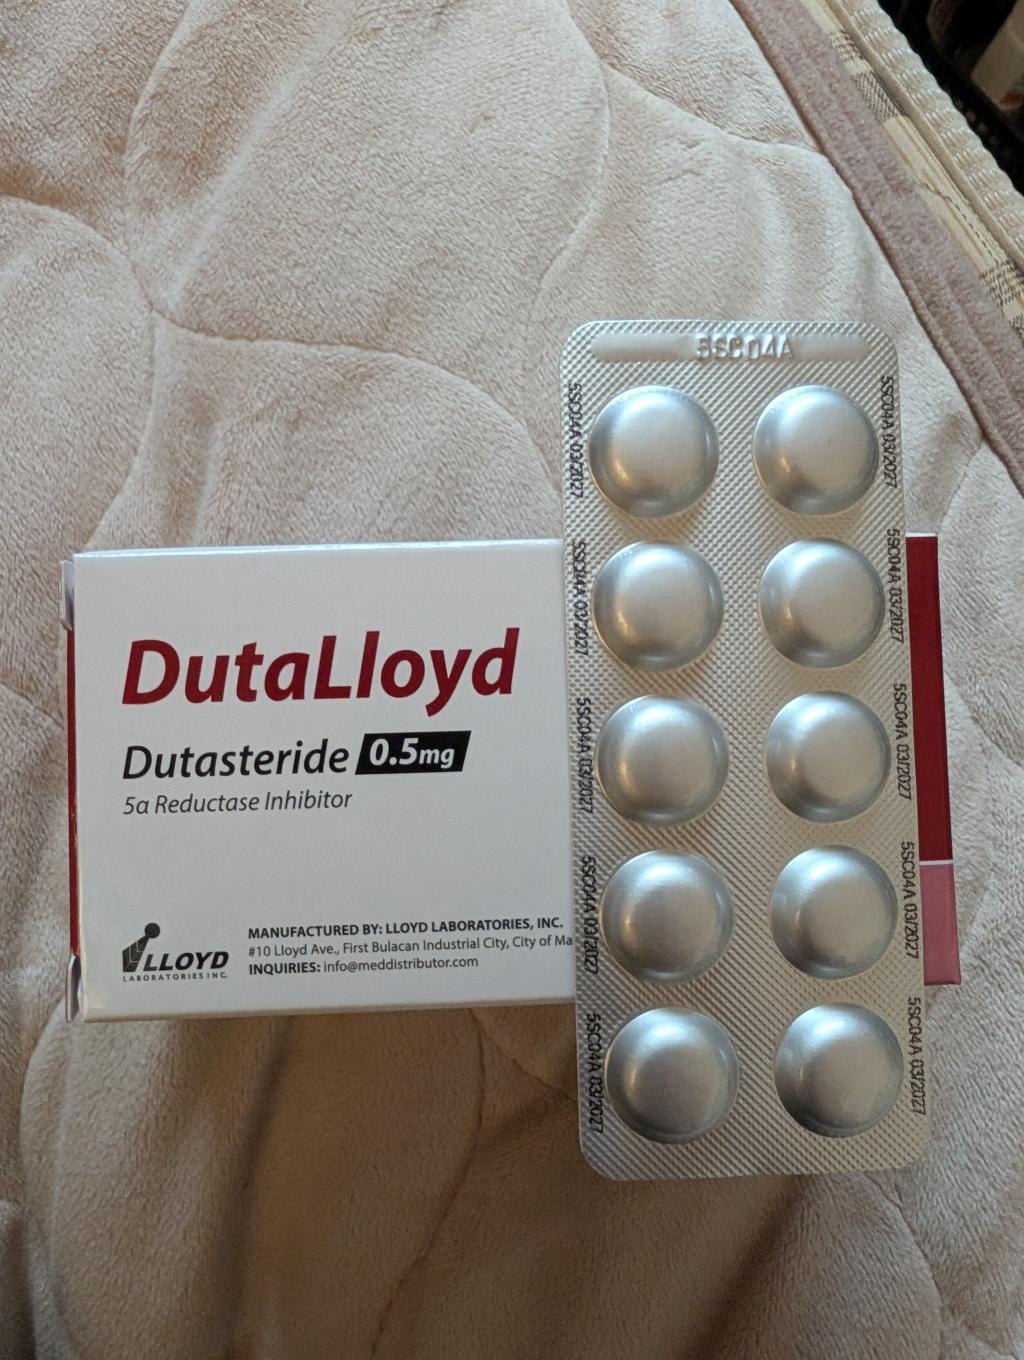 5SC04A
5SC04A 03/2027
5SC04A 03/2027
5SC04A 03/2027
5SC04A 03/2027
5SC04A 03/2027
5SC04A 03/2027
5SC04A 03/2027
5SC04A 03/2027
5SC04A 03/2027
5SC04A 03/2027
DutaLloyd
Dutasteride 0.5mg
5α Reductase Inhibitor
LLOYD
LABORATORIES INC.
MANUFACTURED BY: LLOYD LABORATORIES, INC.
#10 Lloyd Ave., First Bulacan Industrial City, City of Ma
INQUIRIES: info@meddistributor.com